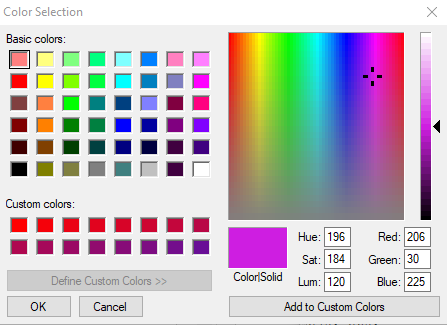 Color Selection
Basic colors:
Custom colors:
Define Custom Colors >>
OK Cancel
Color|Solid
Hue: 196 Red: 206
Sat: 184 Green: 30
Lum: 120 Blue: 225
Add to Custom Colors